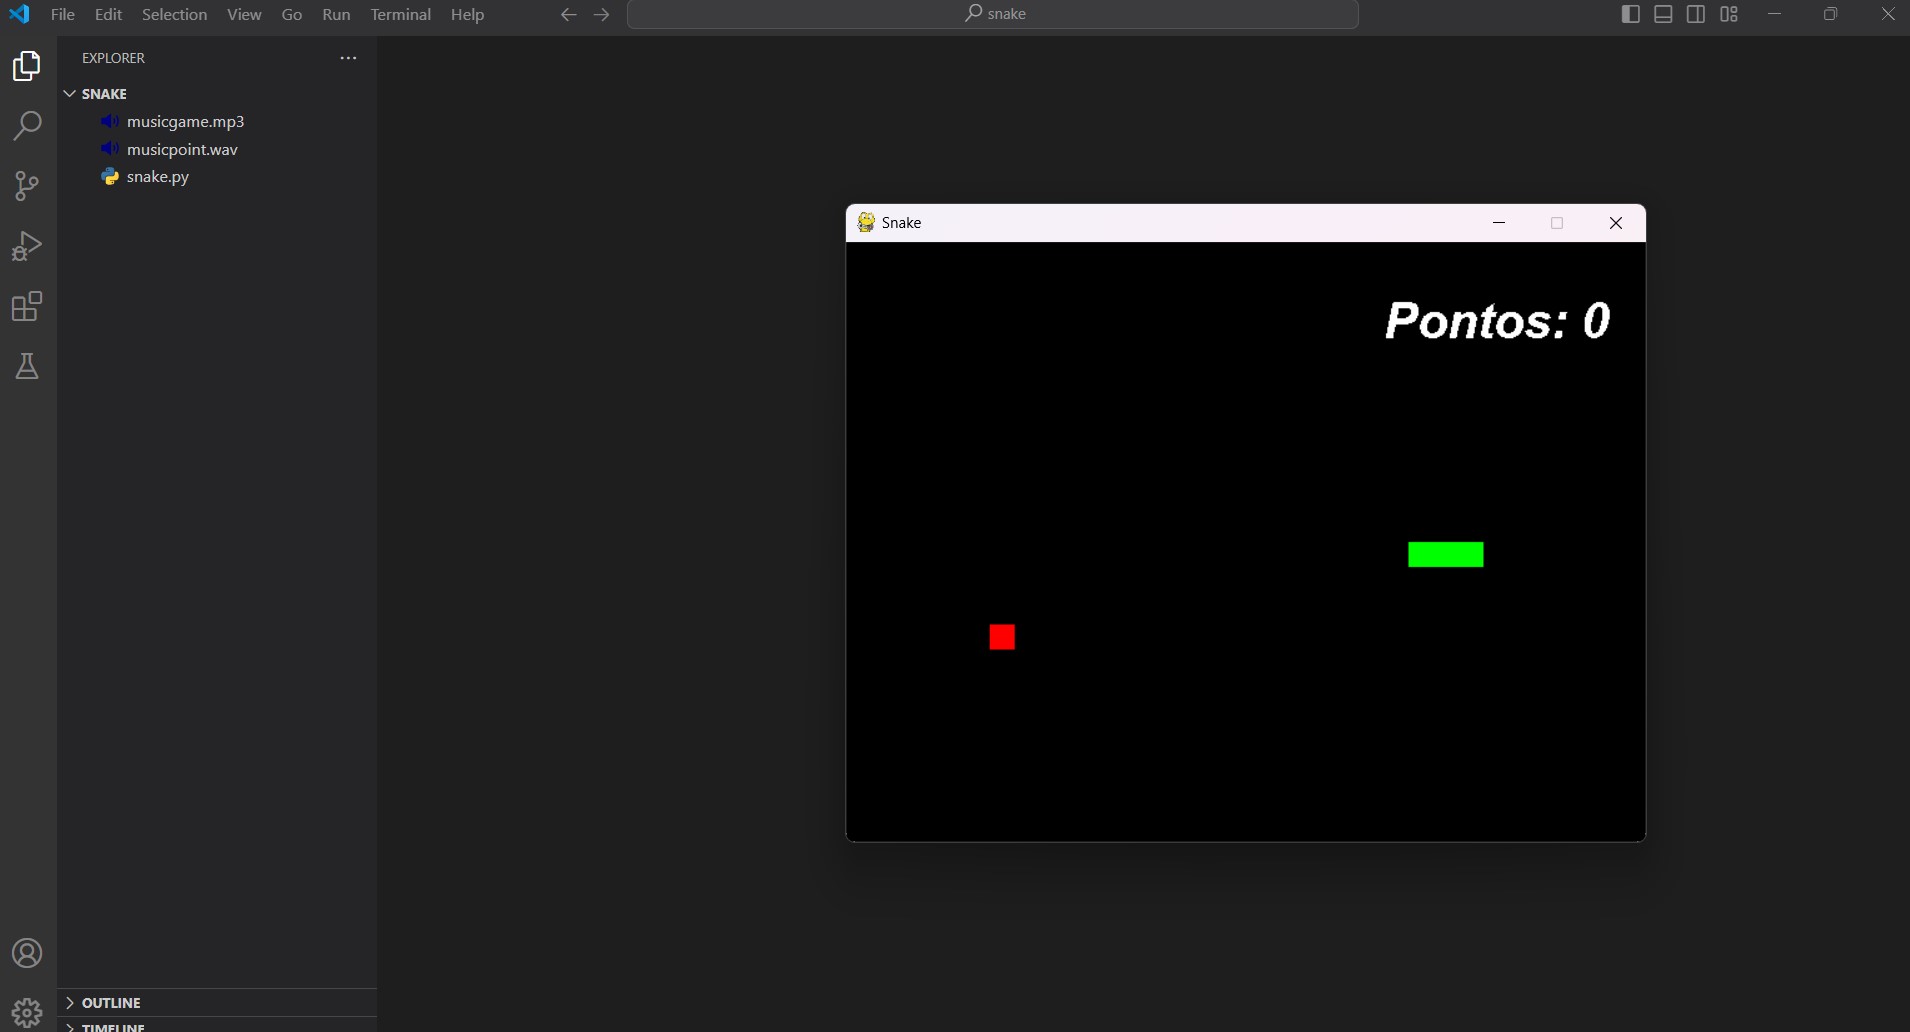 File Edit Selection View Go Run Terminal Help
snake
EXPLORER
SNAKE
musicgame.mp3
musicpoint.wav
snake.py
Snake
Pontos: 0
OUTLINE
TIMELINE